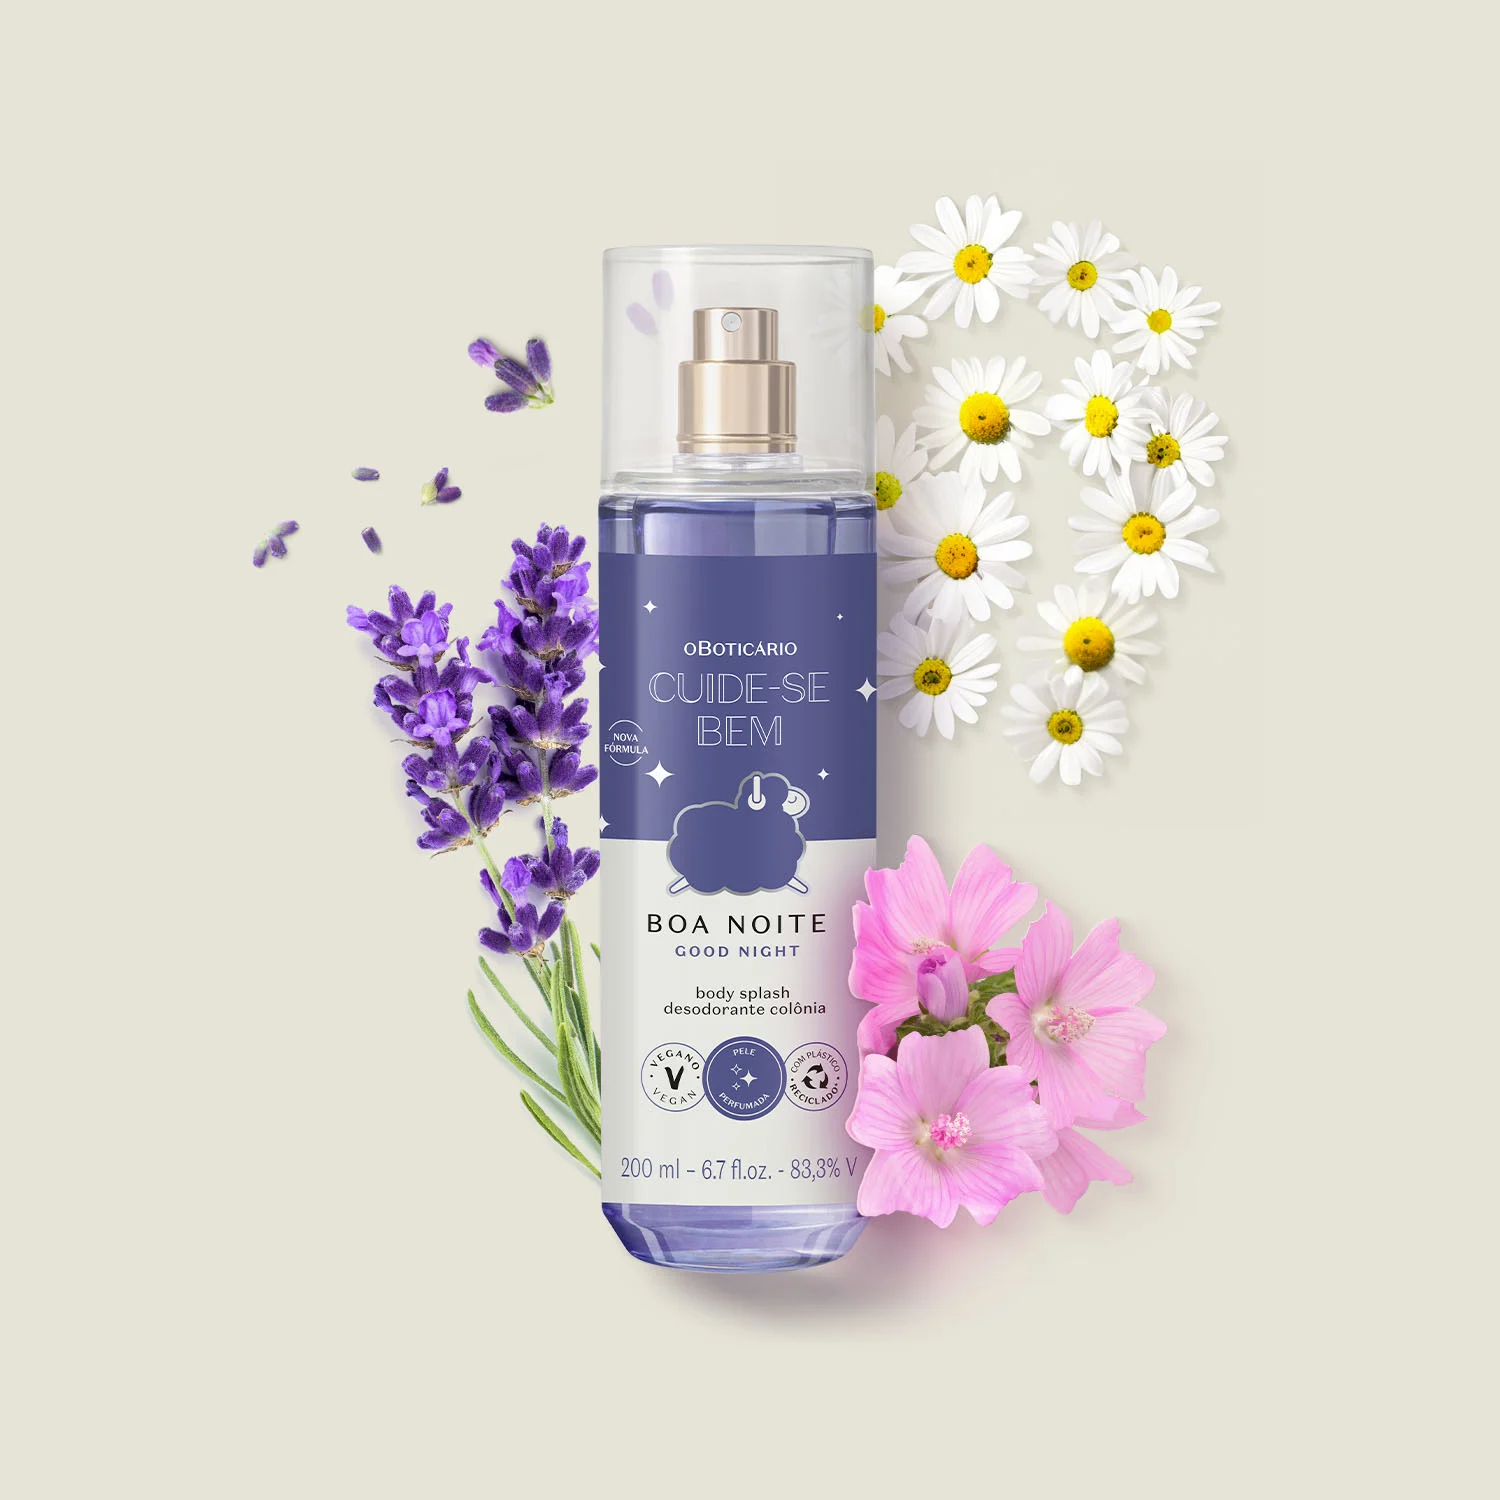 oBOTICÁRIO
CUIDE-SE
BEM
NOVA
FÓRMULA
BOA NOITE
GOOD NIGHT
body splash
desodorante colônia
VEGANO
V
VEGAN
PELE
PERFUMADA
COM PLÁSTICO
RECICLADO
200 ml - 6.7 fl.oz. - 83,3% V